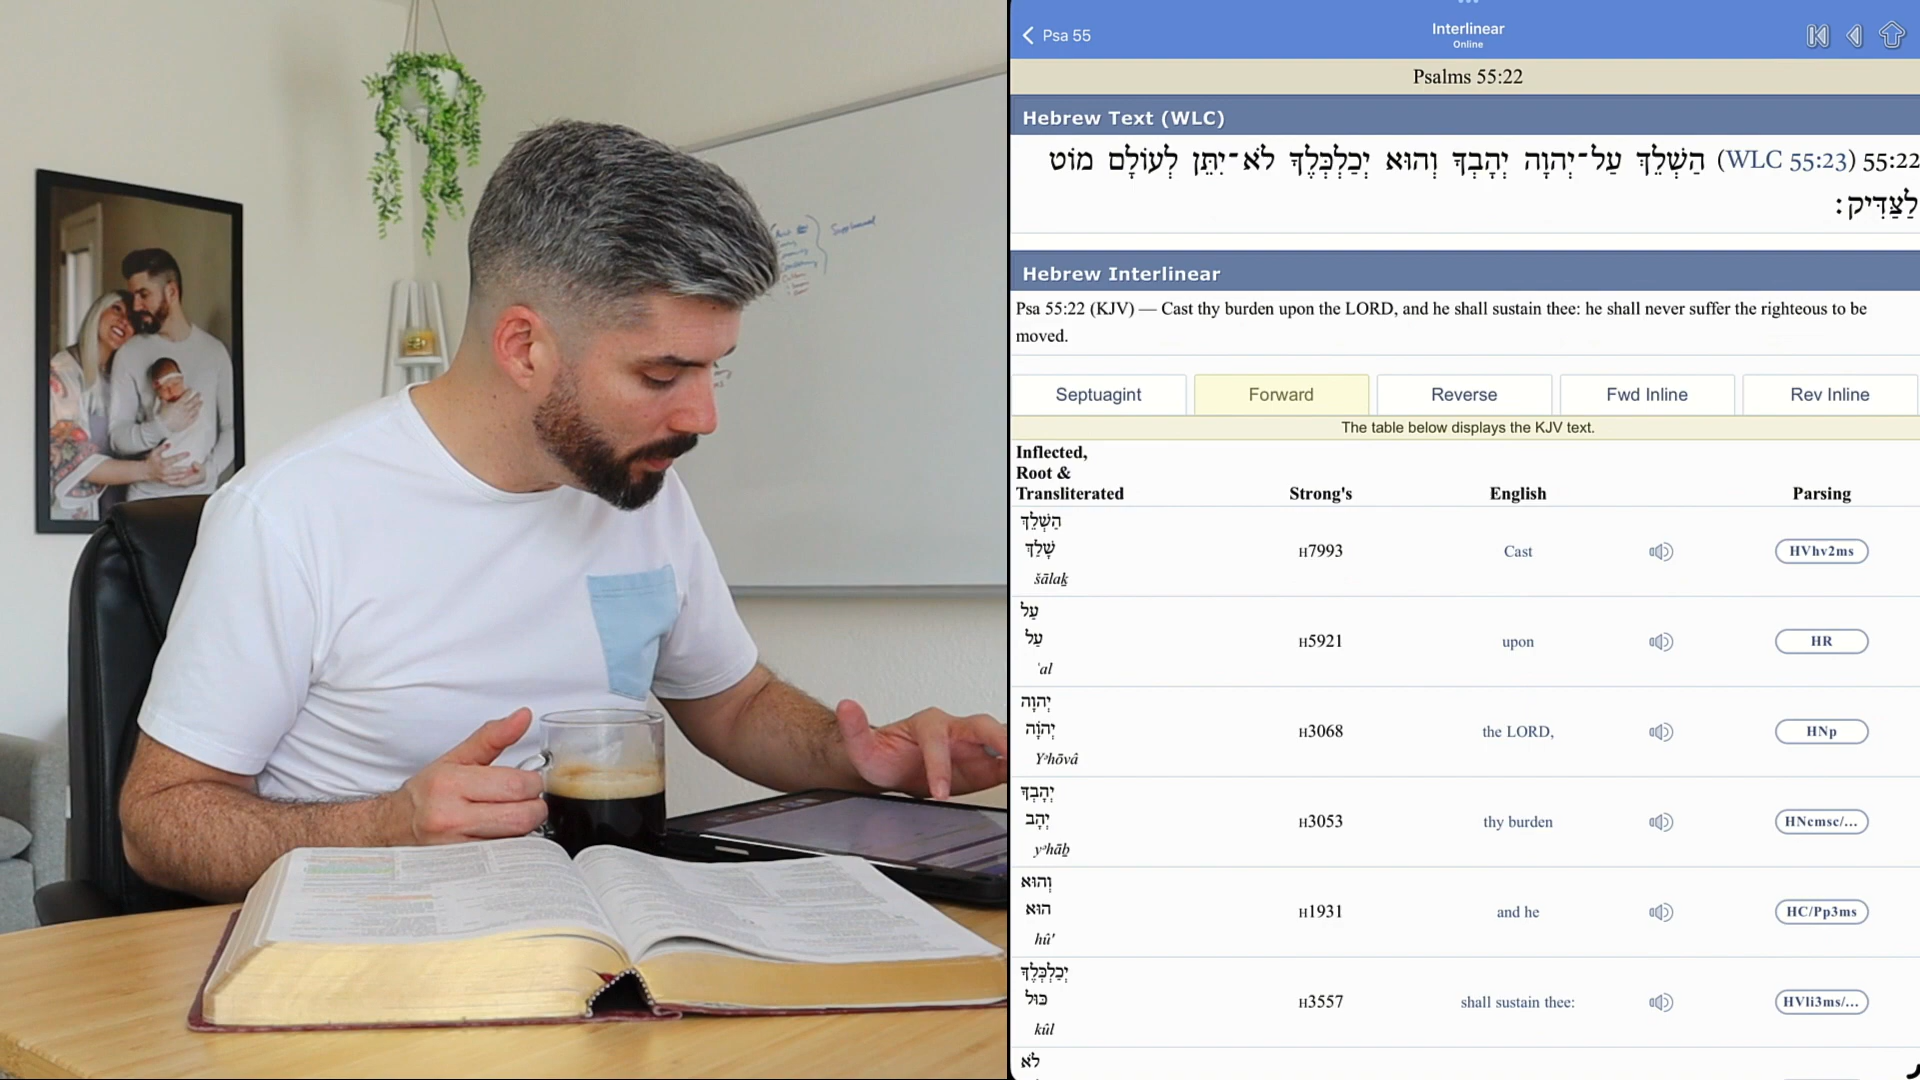 Supplemental
Psa 55
Interlinear
Online
Psalms 55:22
Hebrew Text (WLC)
55:22 (WLC 55:23) הַשְׁלֵךְ עַל־יְהוָה יְהָבְךָ וְהוּא יְכַלְכְּלֶךָ לֹא־יִתֵּן לְעוֹלָם מוֹט
לַצַּדִּיק׃
Hebrew Interlinear
Psa 55:22 (KJV) — Cast thy burden upon the LORD, and he shall sustain thee: he shall never suffer the righteous to be
moved.
Septuagint Forward Reverse Fwd Inline Rev Inline
The table below displays the KJV text.
Inflected,
Root &
Transliterated Strong's English Parsing
הַשְׁלֵךְ
שָׁלַךְ H7993 Cast HVhv2ms
šālaḵ
עַל
עַל H5921 upon HR
ʿal
יְהוָה
יְהֹוָה H3068 the LORD, HNp
Yᵊhōvâ
יְהָבְךָ
יְהָב H3053 thy burden HNcmsc/...
yᵊhāḇ
וְהוּא
הוּא H1931 and he HC/Pp3ms
hû'
יְכַלְכְּלֶךָ
כּוּל H3557 shall sustain thee: HVli3ms/...
kûl
לֹא